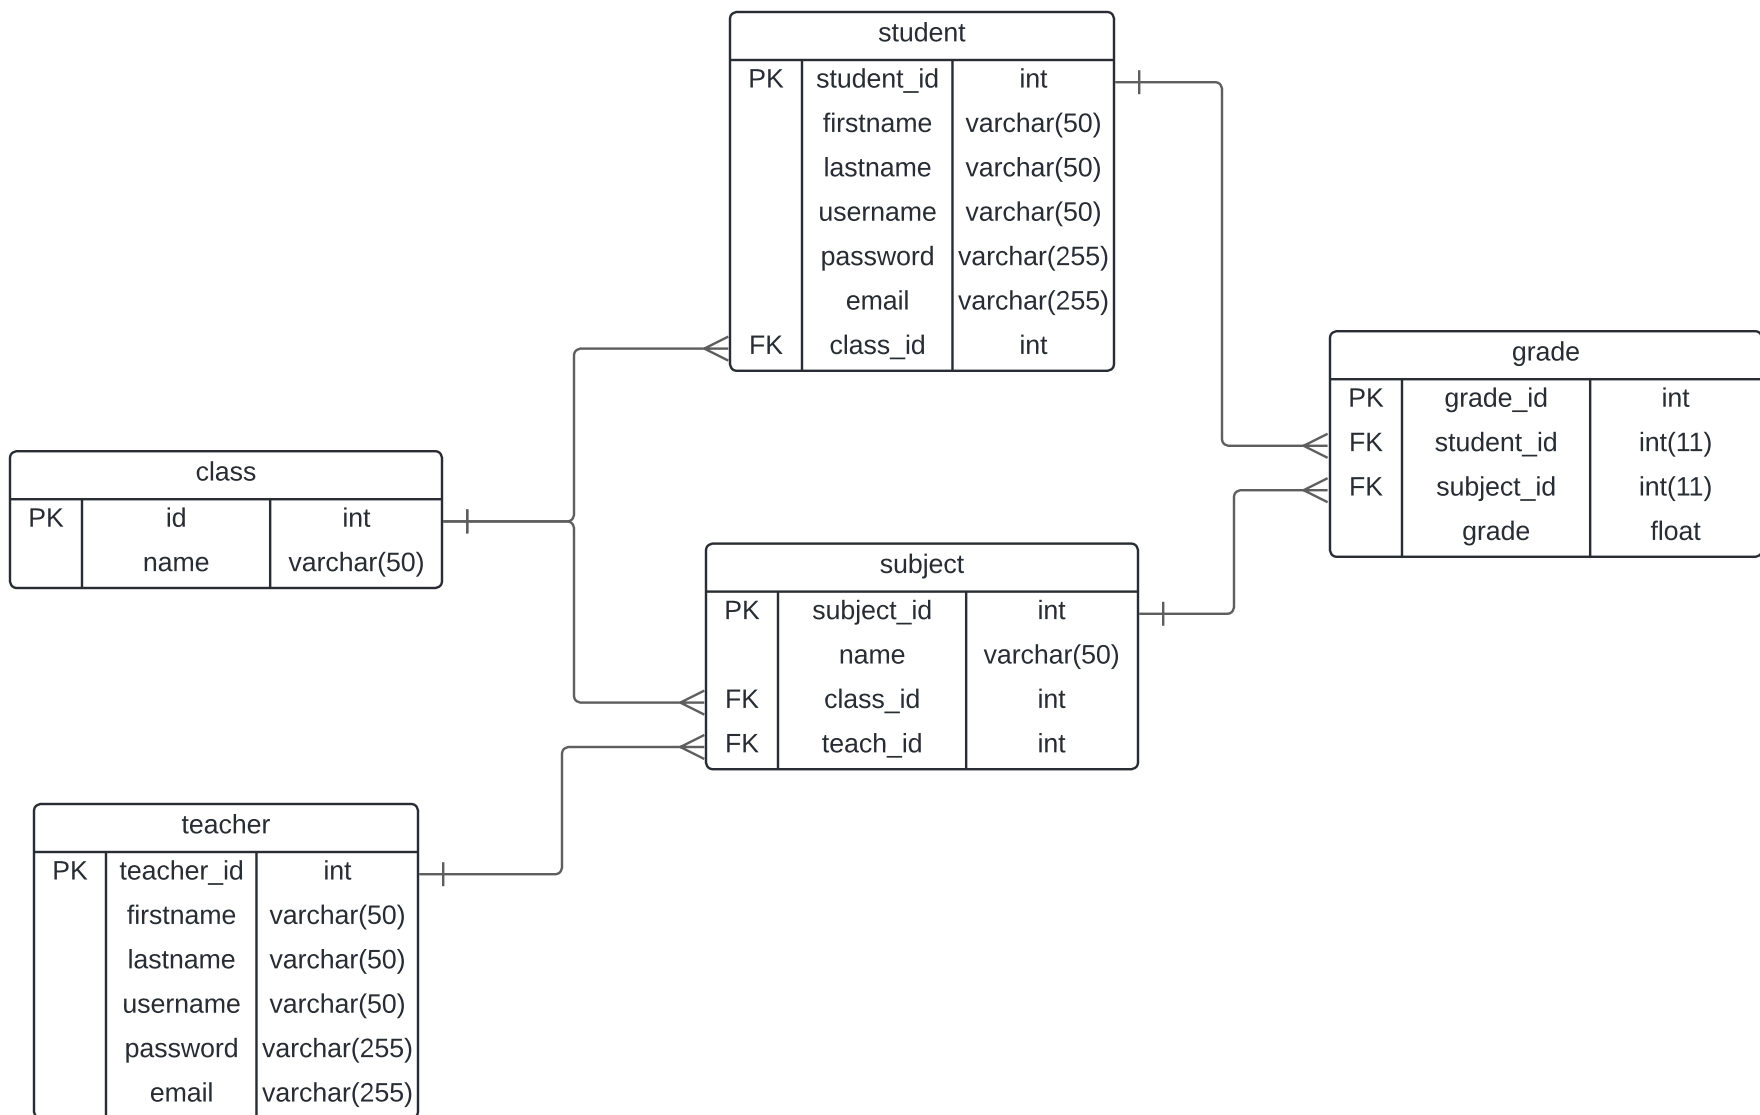 student
PK student_id int
firstname varchar(50)
lastname varchar(50)
username varchar(50)
password varchar(255)
email varchar(255)
FK class_id int
grade
PK grade_id int
FK student_id int(11)
FK subject_id int(11)
grade float
class
PK id int
name varchar(50)
subject
PK subject_id int
name varchar(50)
FK class_id int
FK teach_id int
teacher
PK teacher_id int
firstname varchar(50)
lastname varchar(50)
username varchar(50)
password varchar(255)
email varchar(255)